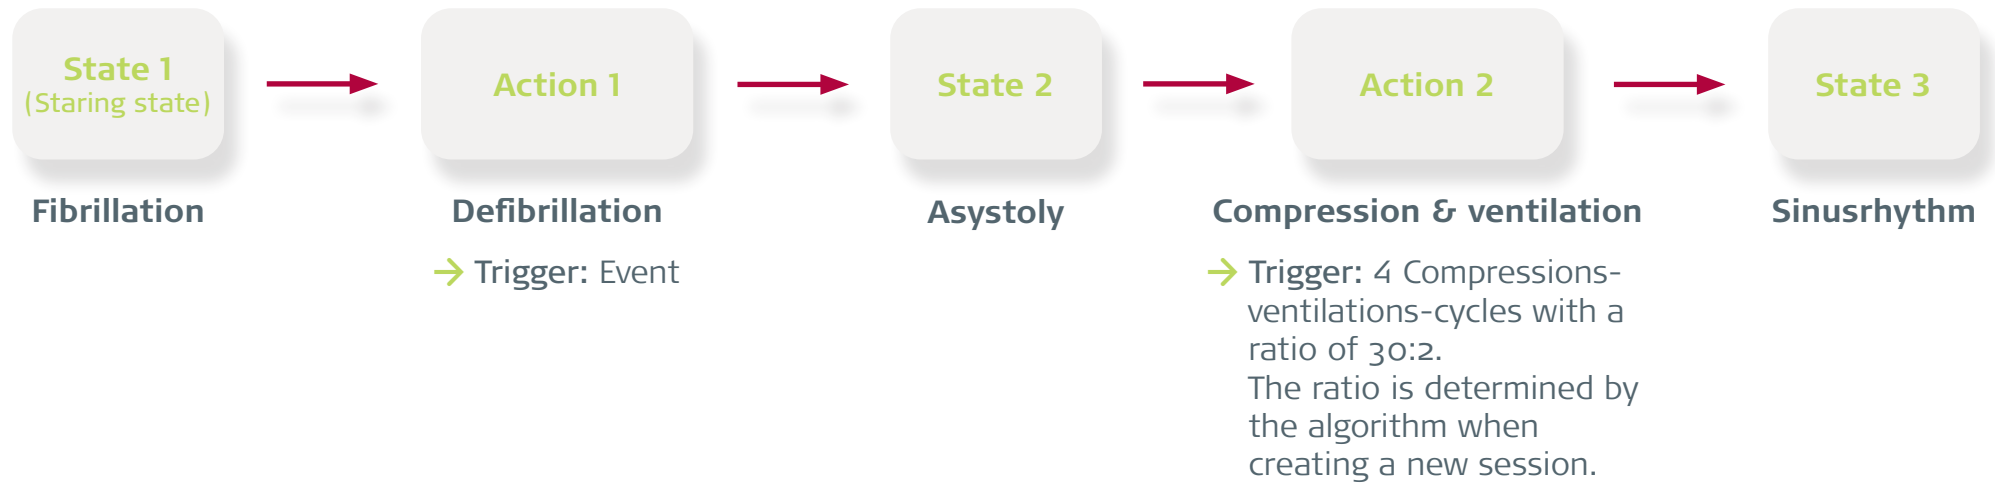 State 1
(Staring state)
Action 1
State 2
Action 2
State 3
Fibrillation
Defibrillation
Asystoly
Compression & ventilation
Sinusrhythm
→ Trigger: Event
→ Trigger: 4 Compressions-
ventilations-cycles with a
ratio of 30:2.
The ratio is determined by
the algorithm when
creating a new session.